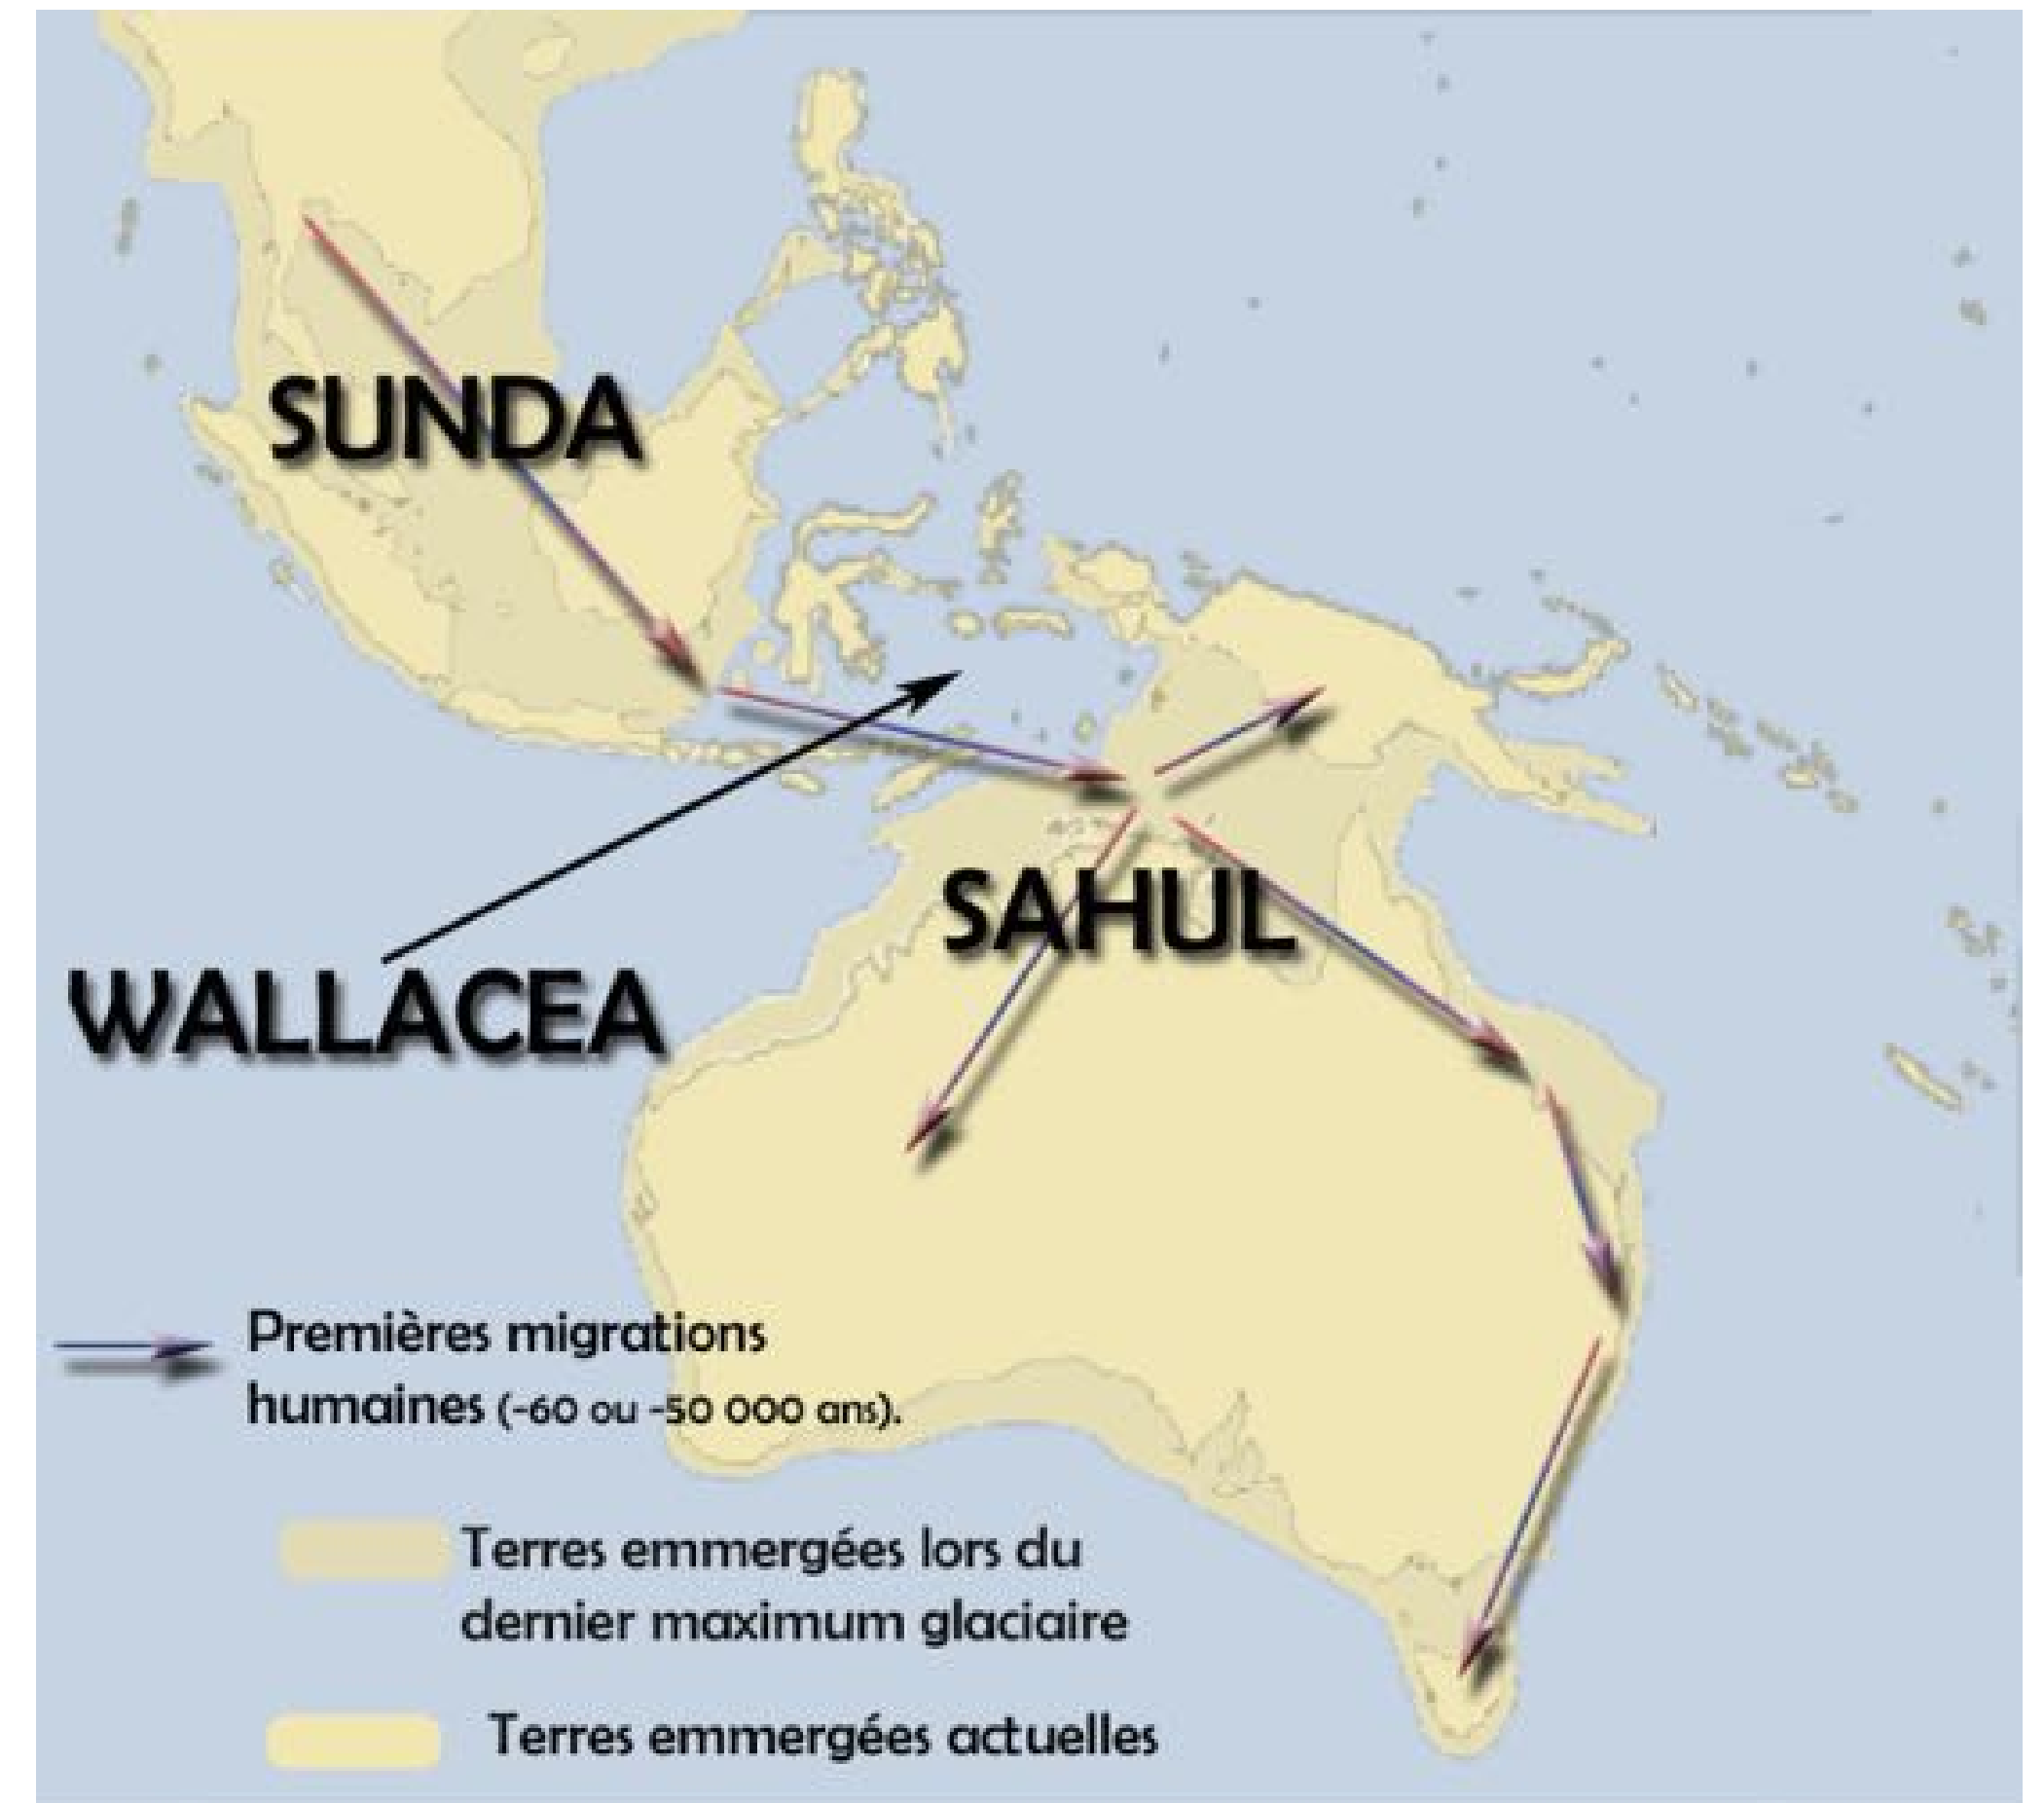 SUNDA
SAHUL
WALLACEA
Premières migrations
humaines (-60 ou -50 000 ans).
Terres emmergées lors du
dernier maximum glaciaire
Terres emmergées actuelles